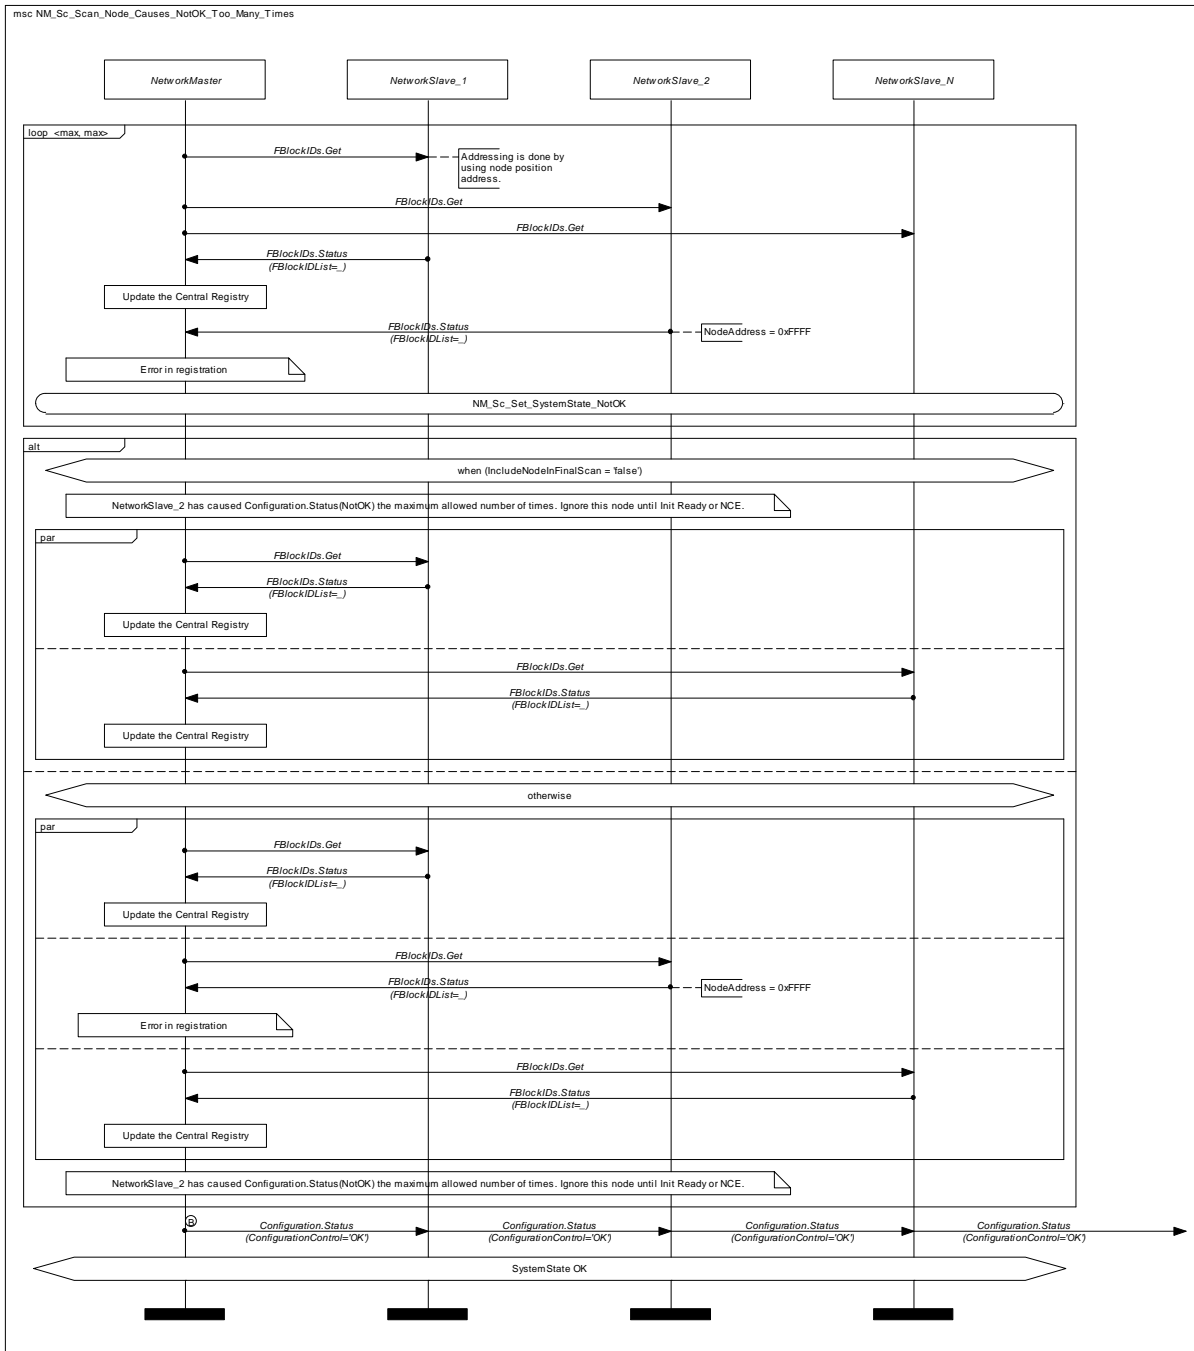 msc NM_Sc_Scan_Node_Causes_NotOK_Too_Many_Times
NetworkMaster
NetworkSlave_1
NetworkSlave_2
NetworkSlave_N
loop <max, max>
FBlockIDs.Get
Addressing is done by
using node position
address.
FBlockIDs.Get
FBlockIDs.Get
FBlockIDs.Status
(FBlockIDList=_)
Update the Central Registry
FBlockIDs.Status
(FBlockIDList=_)
NodeAddress = 0xFFFF
Error in registration
NM_Sc_Set_SystemState_NotOK
alt
when (IncludeNodeInFinalScan = 'false')
NetworkSlave_2 has caused Configuration.Status(NotOK) the maximum allowed number of times. Ignore this node until Init Ready or NCE.
par
FBlockIDs.Get
FBlockIDs.Status
(FBlockIDList=_)
Update the Central Registry
FBlockIDs.Get
FBlockIDs.Status
(FBlockIDList=_)
Update the Central Registry
otherwise
par
FBlockIDs.Get
FBlockIDs.Status
(FBlockIDList=_)
Update the Central Registry
FBlockIDs.Get
FBlockIDs.Status
(FBlockIDList=_)
NodeAddress = 0xFFFF
Error in registration
FBlockIDs.Get
FBlockIDs.Status
(FBlockIDList=_)
Update the Central Registry
NetworkSlave_2 has caused Configuration.Status(NotOK) the maximum allowed number of times. Ignore this node until Init Ready or NCE.
B
Configuration.Status
(ConfigurationControl='OK')
Configuration.Status
(ConfigurationControl='OK')
Configuration.Status
(ConfigurationControl='OK')
Configuration.Status
(ConfigurationControl='OK')
SystemState OK